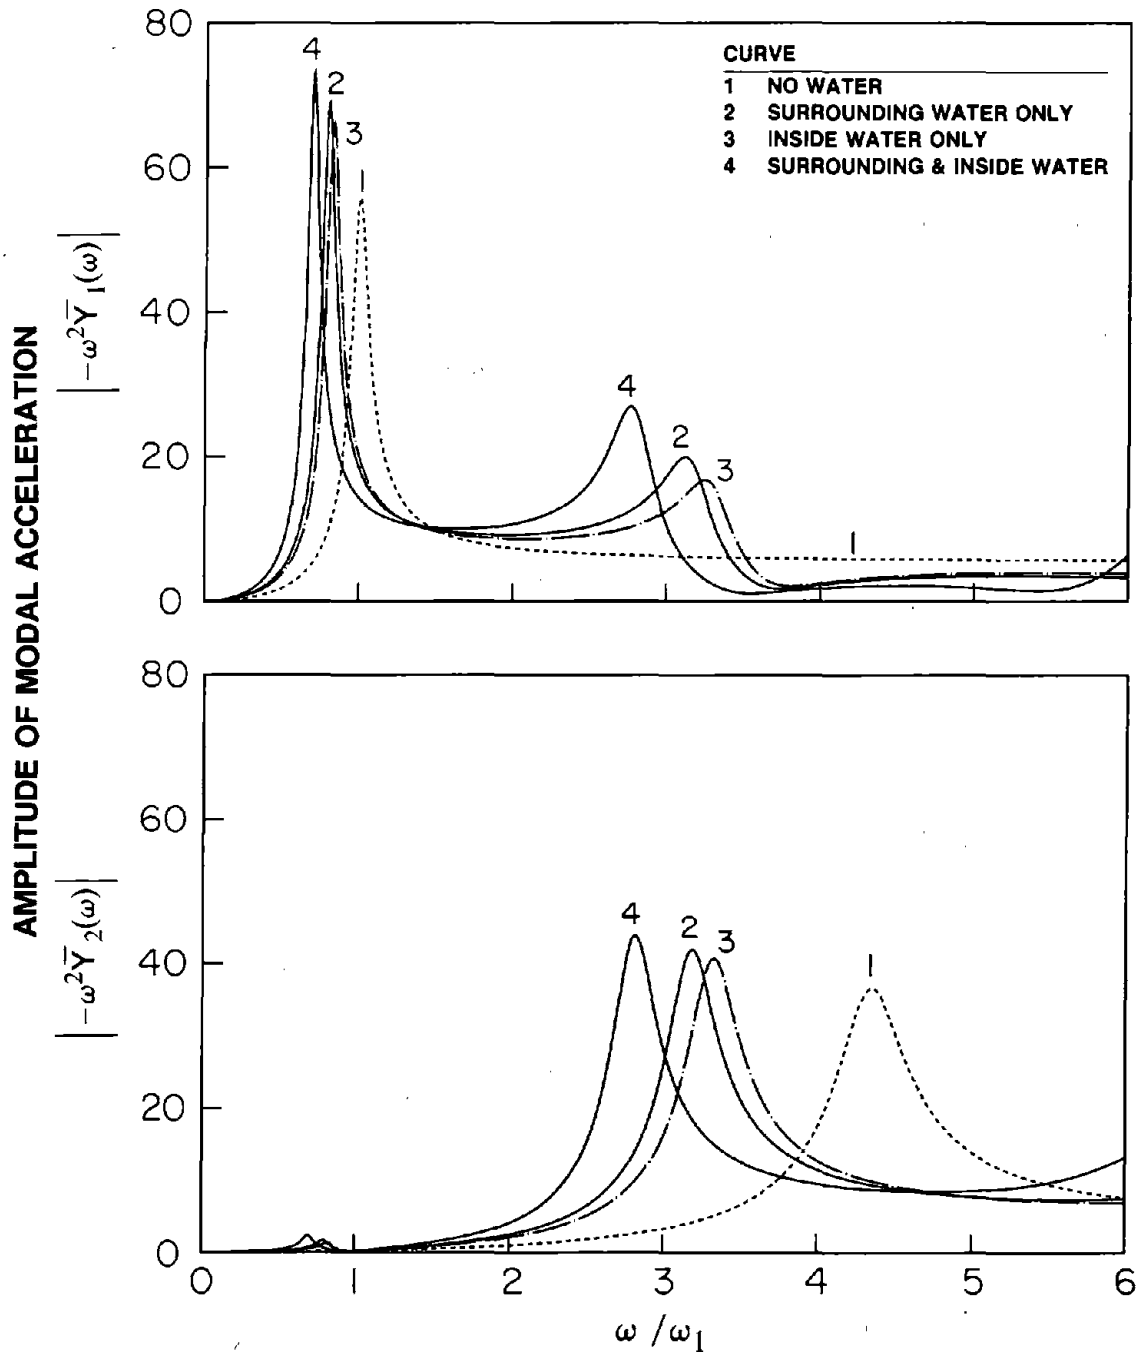 AMPLITUDE OF MODAL ACCELERATION
|-ω²Ȳ₁(ω)|
80
60
40
20
0
CURVE
1 NO WATER
2 SURROUNDING WATER ONLY
3 INSIDE WATER ONLY
4 SURROUNDING & INSIDE WATER
4
2
3
1
4
2
3
1
|-ω²Ȳ₂(ω)|
80
60
40
20
0
4
2
3
1
0 1 2 3 4 5 6
ω/ω₁